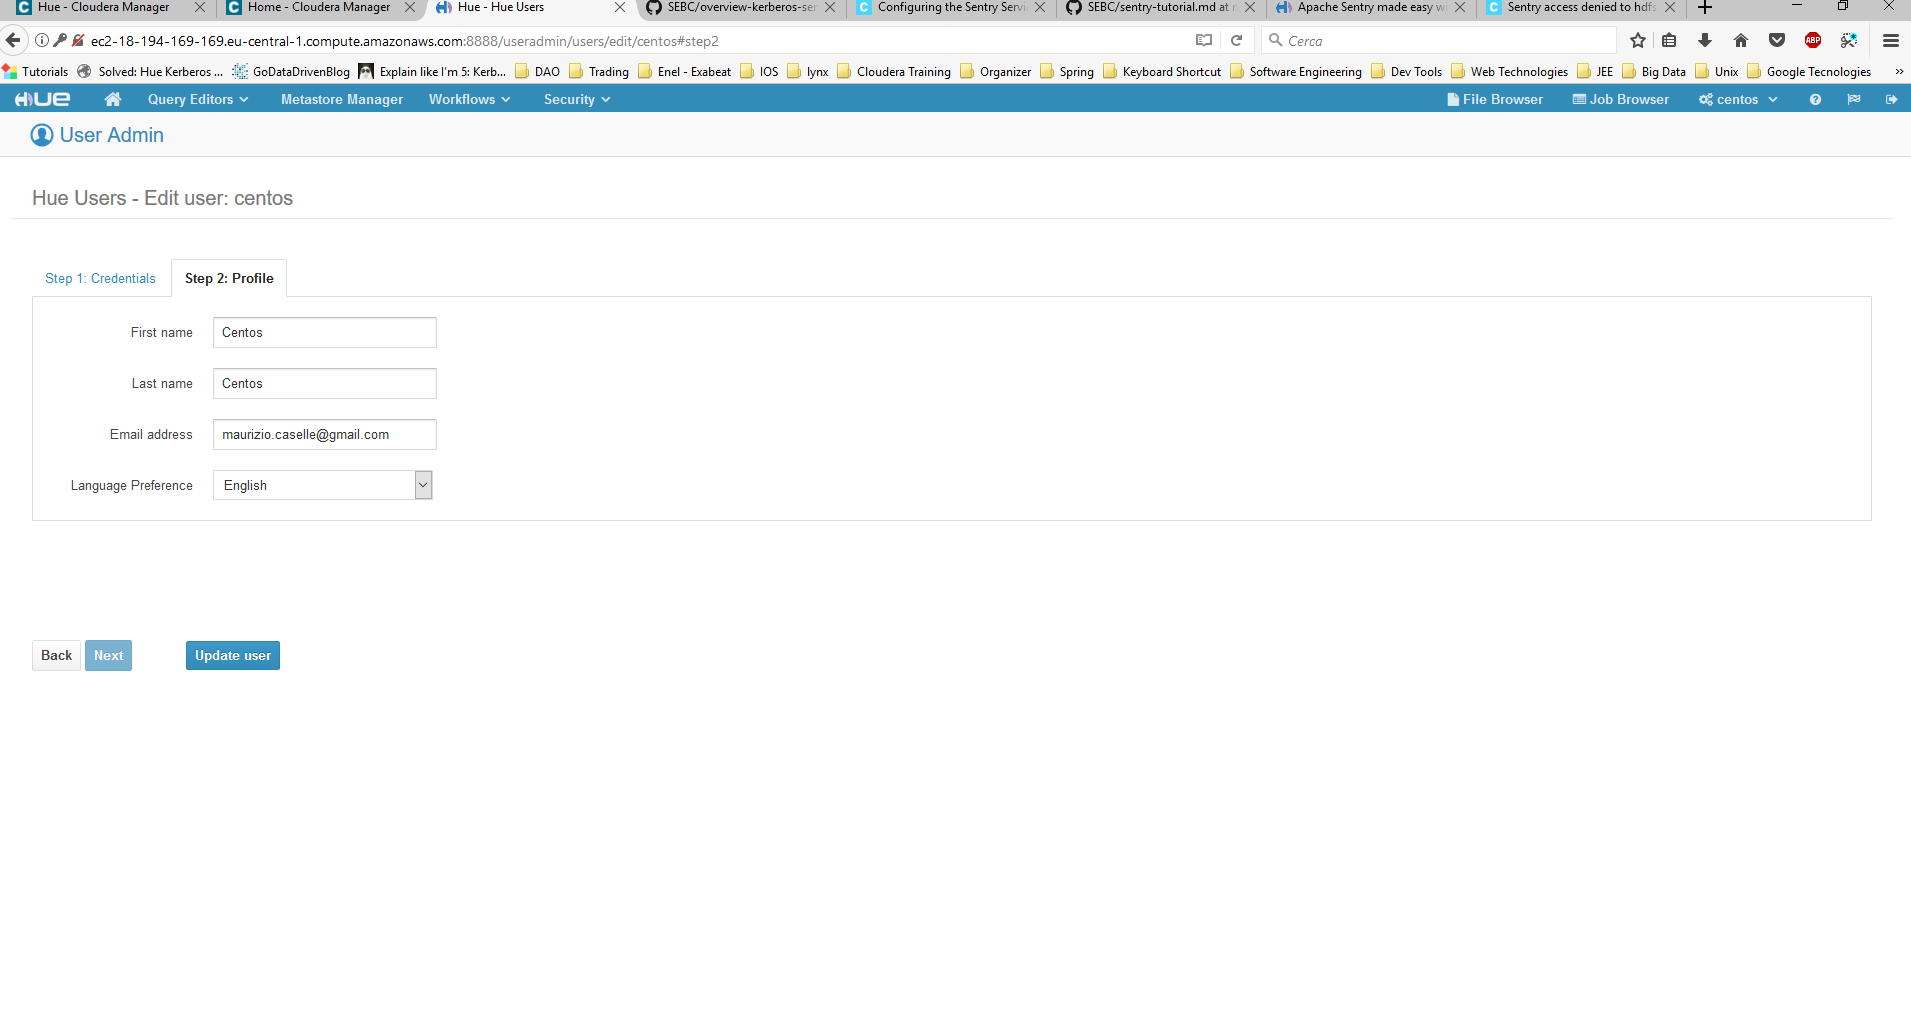 Hue - Cloudera Manager Home - Cloudera Manager Hue - Hue Users SEBC/overview-kerberos-ser Configuring the Sentry Servi SEBC/sentry-tutorial.md at Apache Sentry made easy wi Sentry access denied to hdfs
ec2-18-194-169-169.eu-central-1.compute.amazonaws.com:8888/useradmin/users/edit/centos#step2 Cerca ABP
Tutorials Solved: Hue Kerberos ... GoDataDrivenBlog Explain like I'm 5: Kerb... DAO Trading Enel - Exabeat IOS lynx Cloudera Training Organizer Spring Keyboard Shortcut Software Engineering Dev Tools Web Technologies JEE Big Data Unix Google Tecnologies »
HUE Query Editors Metastore Manager Workflows Security File Browser Job Browser centos
User Admin
Hue Users - Edit user: centos
Step 1: Credentials Step 2: Profile
First name Centos
Last name Centos
Email address maurizio.caselle@gmail.com
Language Preference English
Back Next Update user